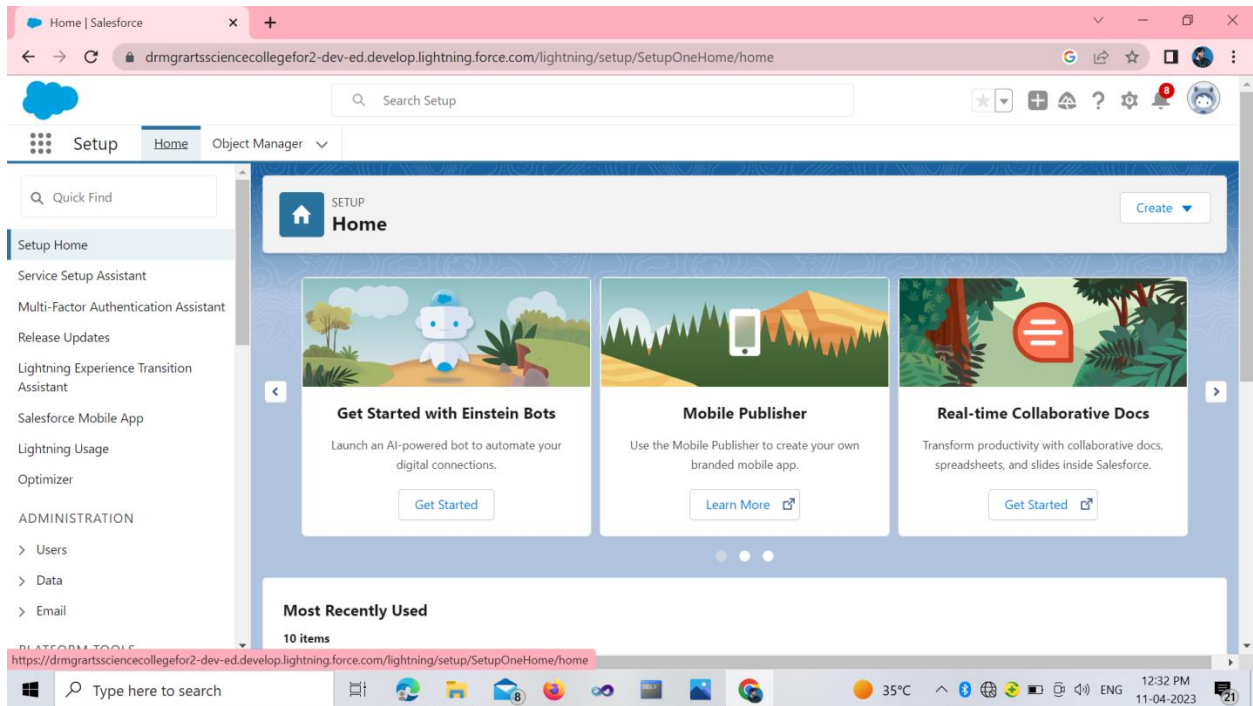 Home | Salesforce
drmgrartssciencecollegefor2-dev-ed.develop.lightning.force.com/lightning/setup/SetupOneHome/home
Search Setup
8
Setup Home Object Manager
Quick Find
Setup Home
Service Setup Assistant
Multi-Factor Authentication Assistant
Release Updates
Lightning Experience Transition
Assistant
Salesforce Mobile App
Lightning Usage
Optimizer
ADMINISTRATION
Users
Data
Email
PLATFORM TOOLS
SETUP
Home
Create
Get Started with Einstein Bots
Launch an AI-powered bot to automate your
digital connections.
Get Started
Mobile Publisher
Use the Mobile Publisher to create your own
branded mobile app.
Learn More
Real-time Collaborative Docs
Transform productivity with collaborative docs,
spreadsheets, and slides inside Salesforce.
Get Started
Most Recently Used
10 items
https://drmgrartssciencecollegefor2-dev-ed.develop.lightning.force.com/lightning/setup/SetupOneHome/home
Type here to search
8
35°C
ENG
12:32 PM
11-04-2023
21